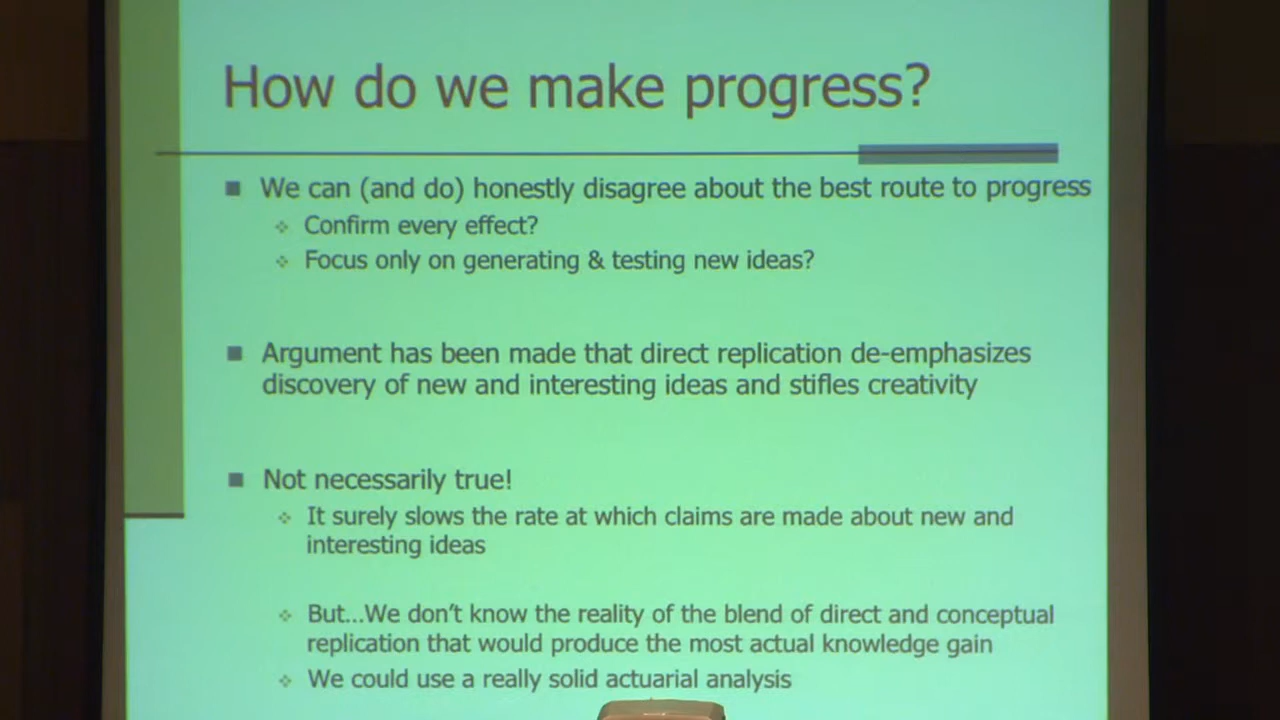 How do we make progress?
We can (and do) honestly disagree about the best route to progress
Confirm every effect?
Focus only on generating & testing new ideas?
Argument has been made that direct replication de-emphasizes
discovery of new and interesting ideas and stifles creativity
Not necessarily true!
It surely slows the rate at which claims are made about new and
interesting ideas
But...We don't know the reality of the blend of direct and conceptual
replication that would produce the most actual knowledge gain
We could use a really solid actuarial analysis